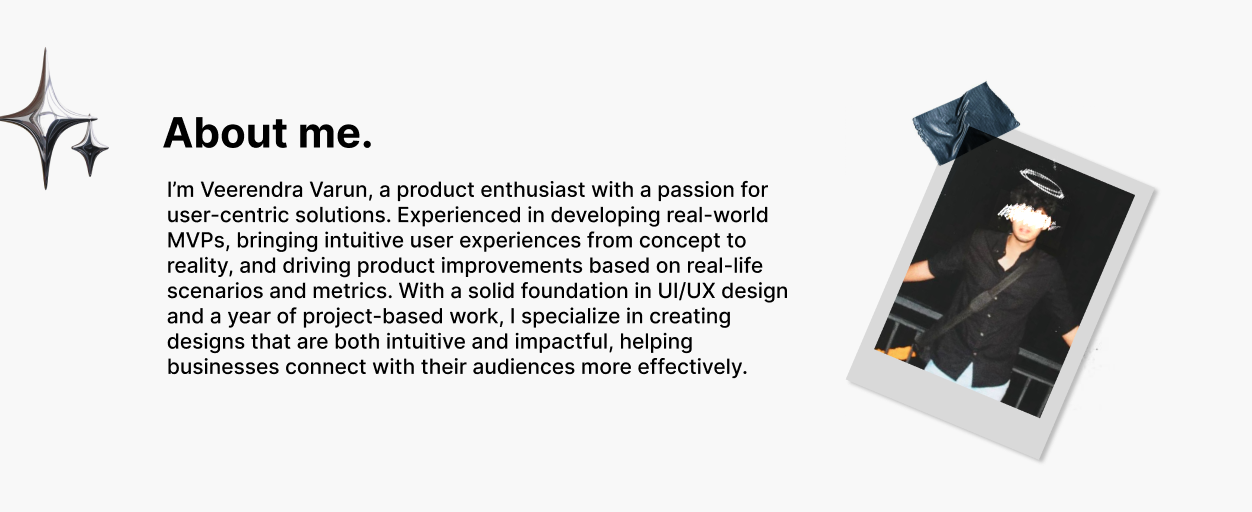 About me.
I’m Veerendra Varun, a product enthusiast with a passion for
user-centric solutions. Experienced in developing real-world
MVPs, bringing intuitive user experiences from concept to
reality, and driving product improvements based on real-life
scenarios and metrics. With a solid foundation in UI/UX design
and a year of project-based work, I specialize in creating
designs that are both intuitive and impactful, helping
businesses connect with their audiences more effectively.